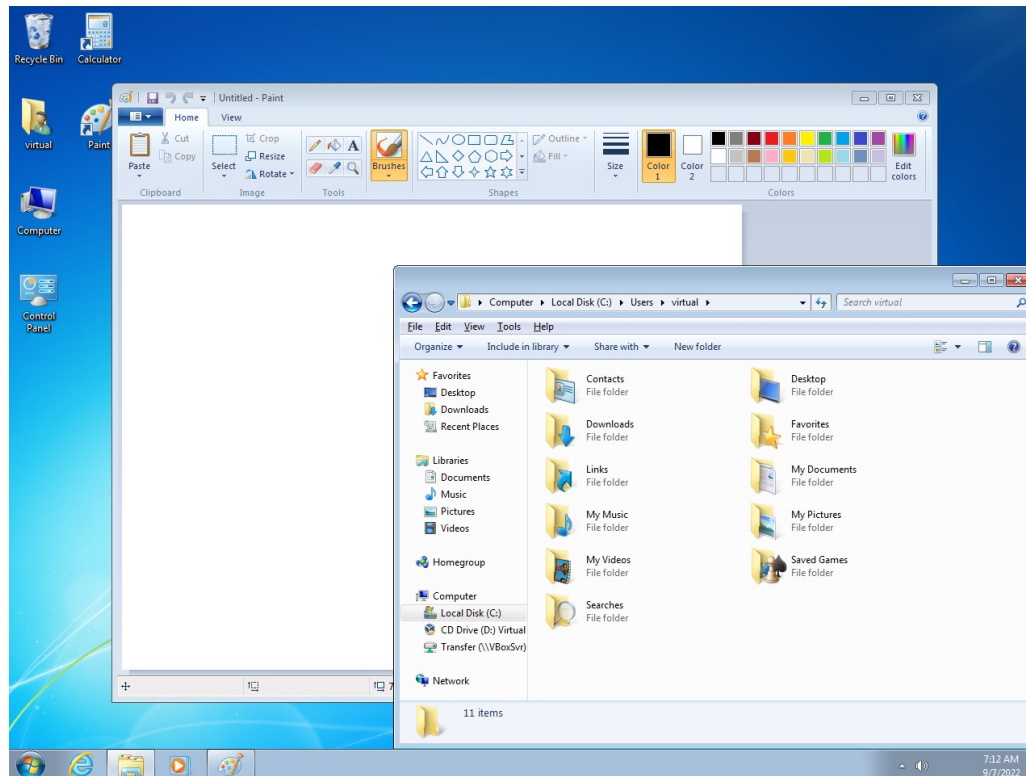 Recycle Bin
Calculator
virtual
Paint
Computer
Control Panel
Untitled - Paint
Home View
Paste
Cut
Copy
Clipboard
Select
Crop
Resize
Rotate
Image
Tools
Brushes
Shapes
Outline
Fill
Size
Color 1
Color 2
Edit colors
Colors
Computer Local Disk (C:) Users virtual
Search virtual
File Edit View Tools Help
Organize Include in library Share with New folder
Favorites
Desktop
Downloads
Recent Places
Libraries
Documents
Music
Pictures
Videos
Homegroup
Computer
Local Disk (C:)
CD Drive (D:) Virtual
Transfer (\\VBoxSvr)
Network
Contacts
File folder
Desktop
File folder
Downloads
File folder
Favorites
File folder
Links
File folder
My Documents
File folder
My Music
File folder
My Pictures
File folder
My Videos
File folder
Saved Games
File folder
Searches
File folder
11 items
7
7:12 AM
9/7/2022